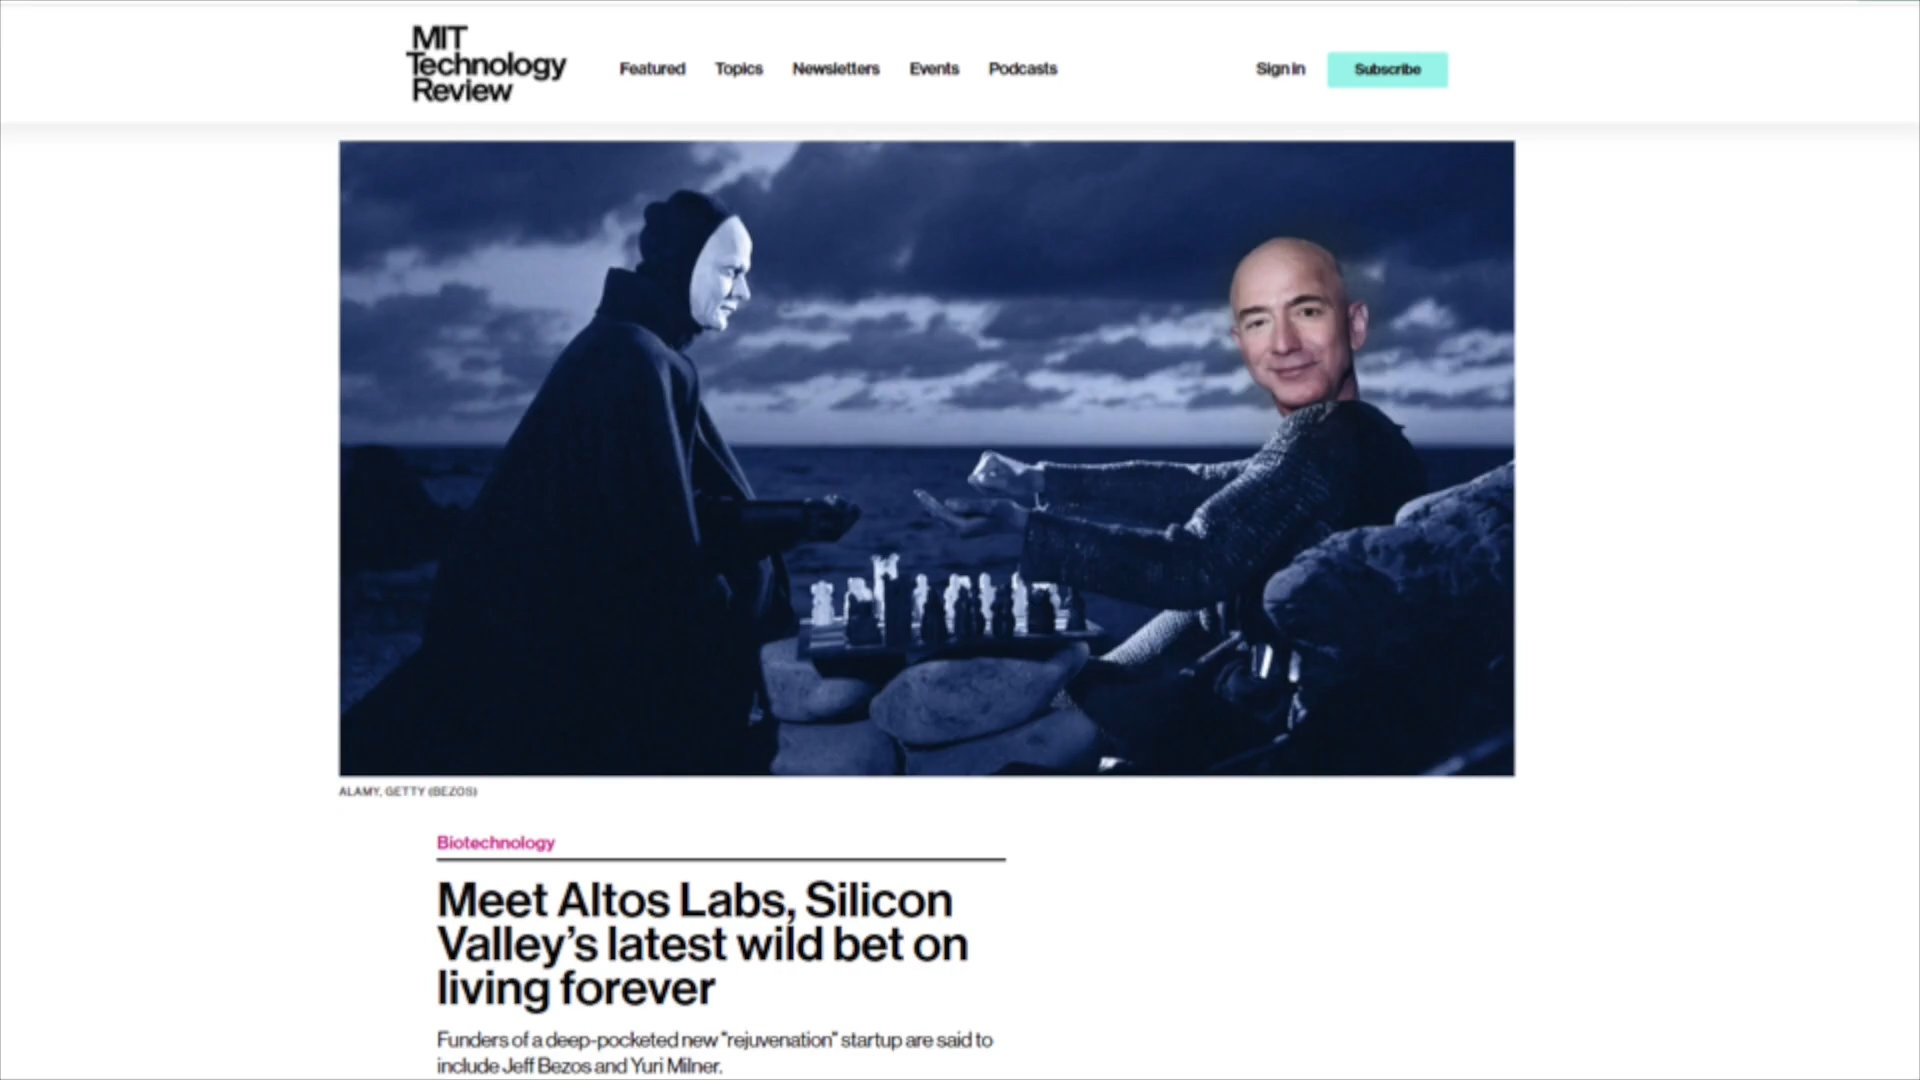 MIT
Technology
Review
Featured Topics Newsletters Events Podcasts Sign in Subscribe
ALAMY, GETTY (BEZOS)
Biotechnology
Meet Altos Labs, Silicon
Valley’s latest wild bet on
living forever
Funders of a deep-pocketed new "rejuvenation" startup are said to
include Jeff Bezos and Yuri Milner.